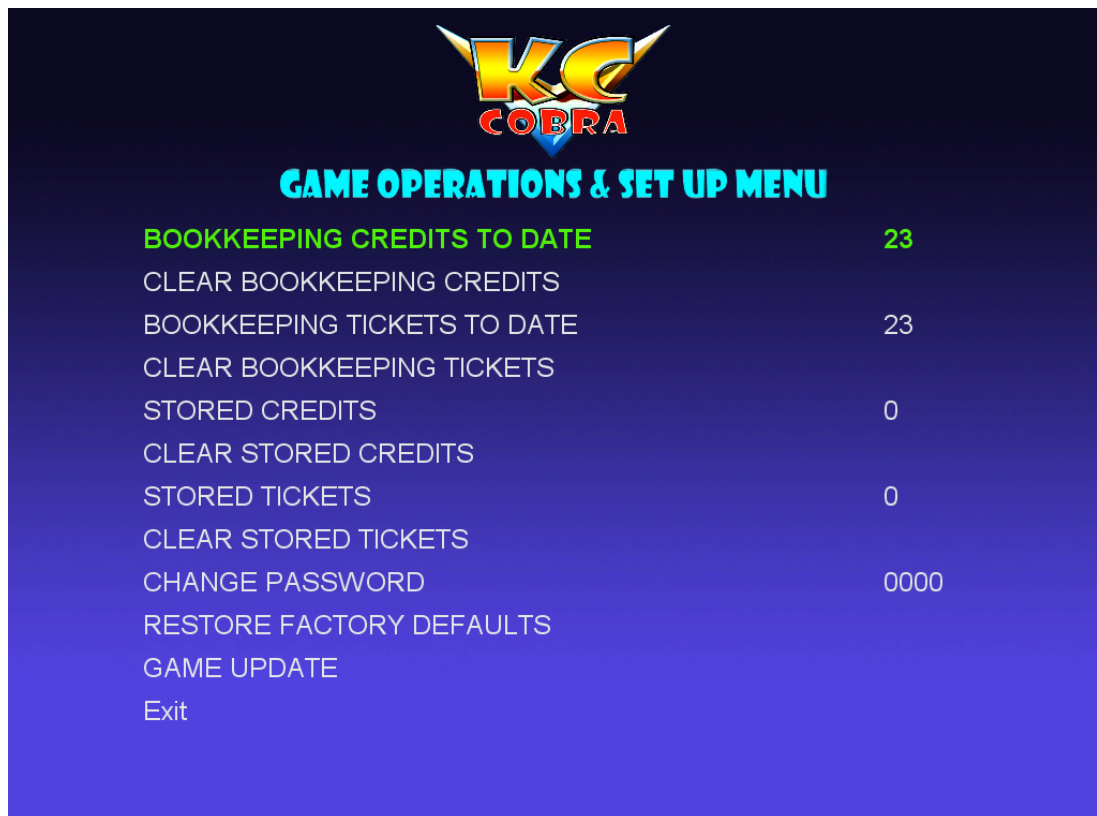 KC
COBRA
GAME OPERATIONS & SET UP MENU
BOOKKEEPING CREDITS TO DATE 23
CLEAR BOOKKEEPING CREDITS
BOOKKEEPING TICKETS TO DATE 23
CLEAR BOOKKEEPING TICKETS
STORED CREDITS 0
CLEAR STORED CREDITS
STORED TICKETS 0
CLEAR STORED TICKETS
CHANGE PASSWORD 0000
RESTORE FACTORY DEFAULTS
GAME UPDATE
Exit